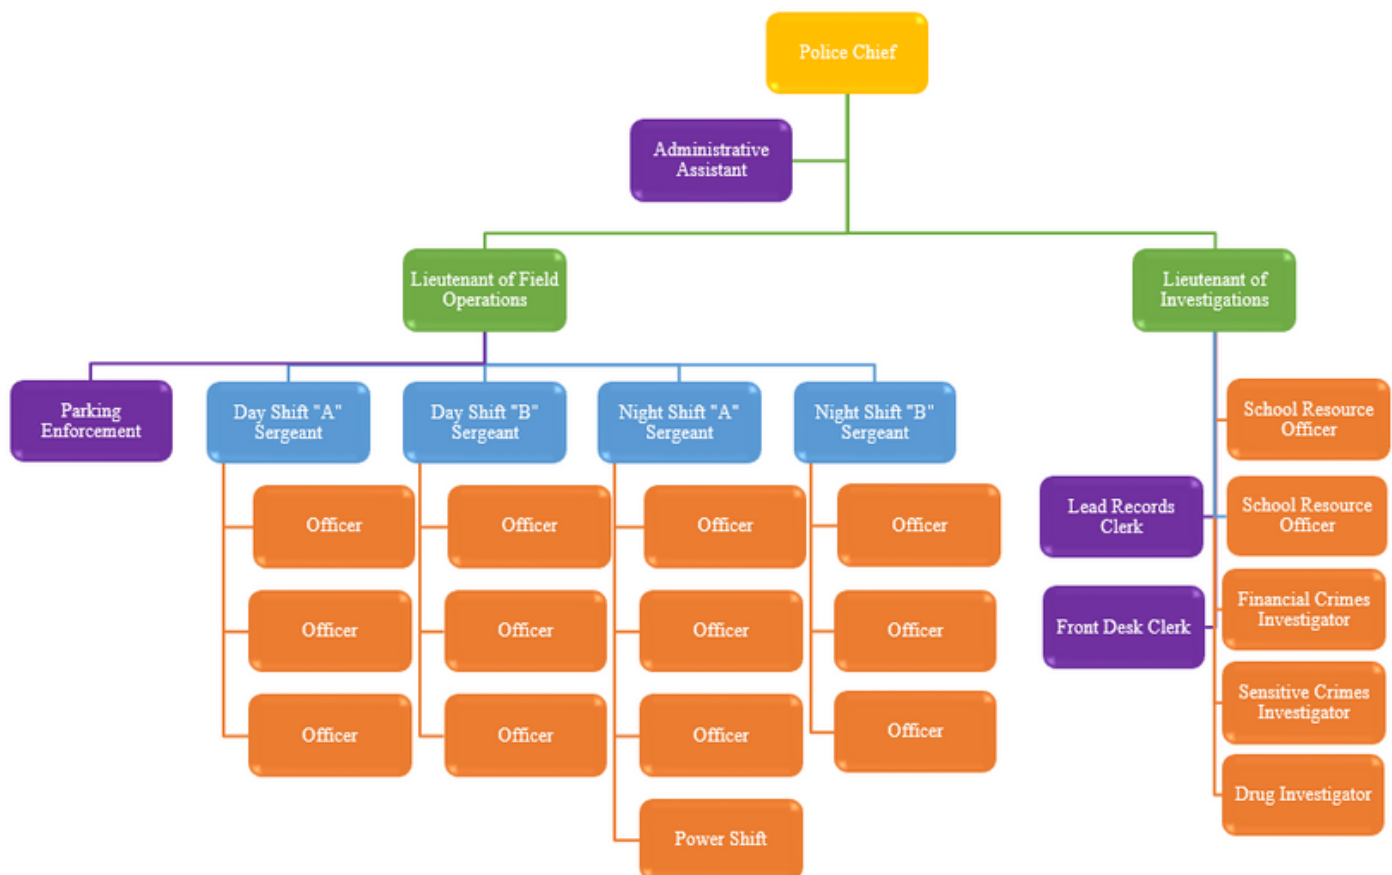 Police Chief
Administrative
Assistant
Lieutenant of Field
Operations
Lieutenant of
Investigations
Parking
Enforcement
Day Shift "A"
Sergeant
Day Shift "B"
Sergeant
Night Shift "A"
Sergeant
Night Shift "B"
Sergeant
Officer
Officer
Officer
Officer
Officer
Officer
Officer
Officer
Officer
Power Shift
Officer
Officer
Officer
Lead Records
Clerk
Front Desk Clerk
School Resource
Officer
School Resource
Officer
Financial Crimes
Investigator
Sensitive Crimes
Investigator
Drug Investigator